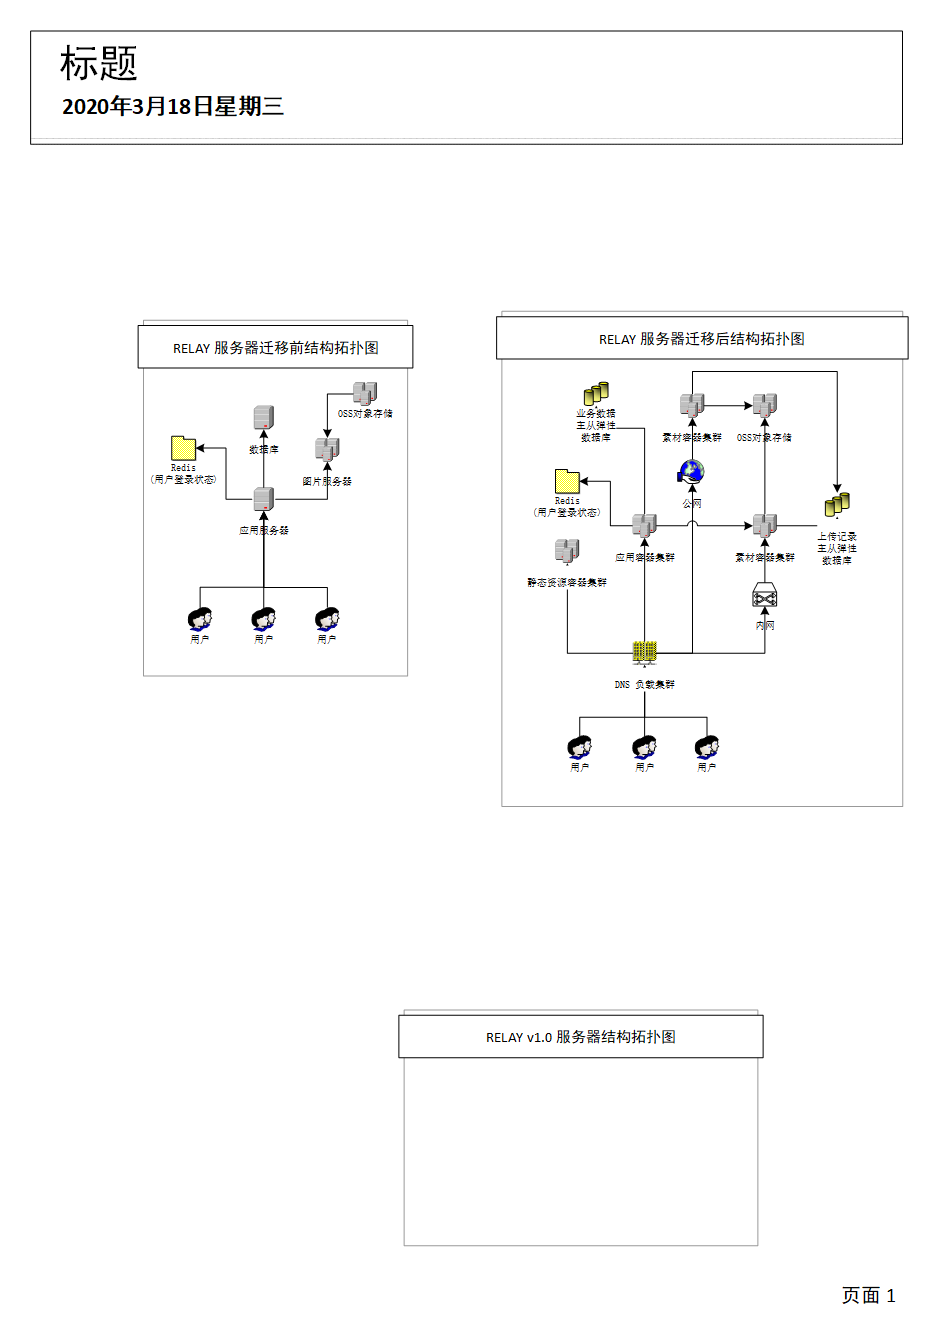 标题
2020年3月18日星期三
RELAY 服务器迁移前结构拓扑图
OSS对象存储
数据库
Redis
(用户登录状态)
图片服务器
应用服务器
用户
用户
用户
RELAY 服务器迁移后结构拓扑图
业务数据
主从弹性
数据库
素材容器集群
OSS对象存储
Redis
(用户登录状态)
公网
上传记录
主从弹性
数据库
应用容器集群
素材容器集群
静态资源容器集群
内网
DNS 负载集群
用户
用户
用户
RELAY v1.0 服务器结构拓扑图
页面 1